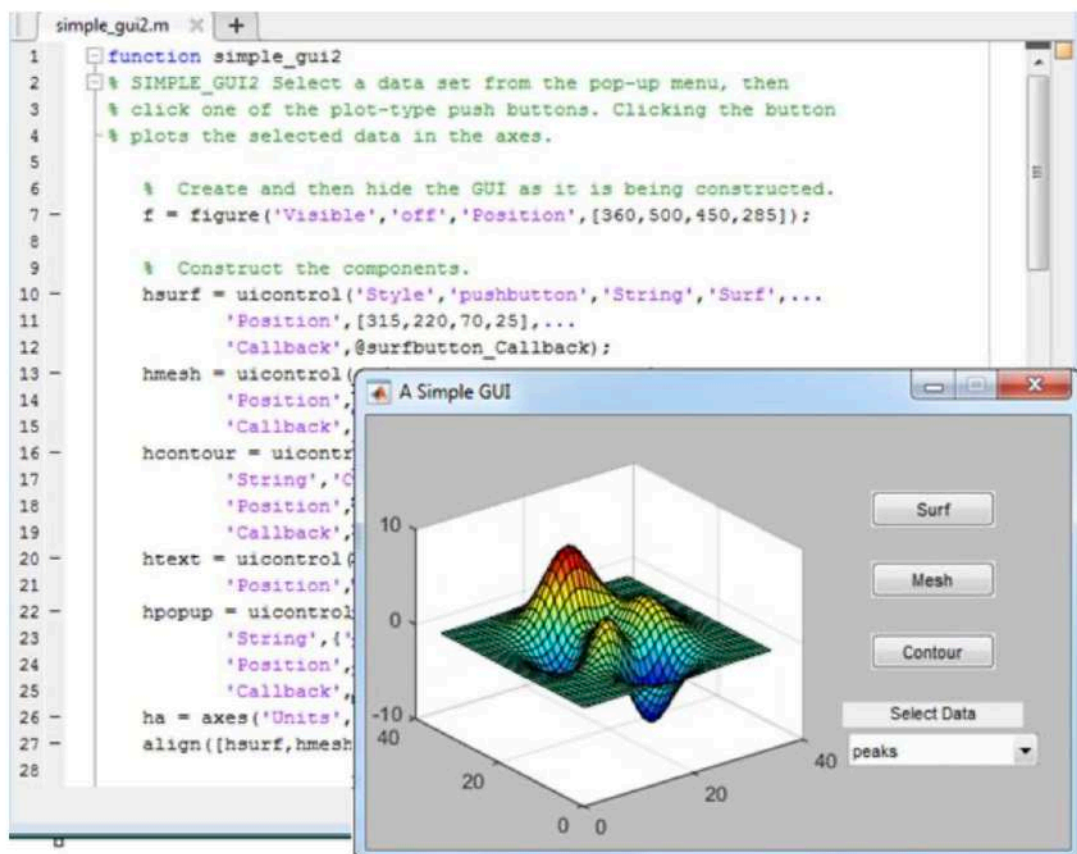 simple_gui2.m
1 function simple_gui2
2 % SIMPLE_GUI2 Select a data set from the pop-up menu, then
3 % click one of the plot-type push buttons. Clicking the button
4 % plots the selected data in the axes.
5
6 % Create and then hide the GUI as it is being constructed.
7 - f = figure('Visible','off','Position',[360,500,450,285]);
8
9 % Construct the components.
10 - hsurf = uicontrol('Style','pushbutton','String','Surf',...
11 'Position',[315,220,70,25],...
12 'Callback',@surfbutton_Callback);
13 - hmesh = uicontrol(
14 'Position',
15 'Callback',
16 - hcontour = uicontr
17 'String','C
18 'Position',
19 'Callback',
20 - htext = uicontrol(
21 'Position',
22 - hpopup = uicontrol
23 'String',{'
24 'Position',
25 'Callback',
26 - ha = axes('Units',
27 - align([hsurf,hmesh
28
A Simple GUI
10
0
-10
40
20
0
0
20
40
Surf
Mesh
Contour
Select Data
peaks